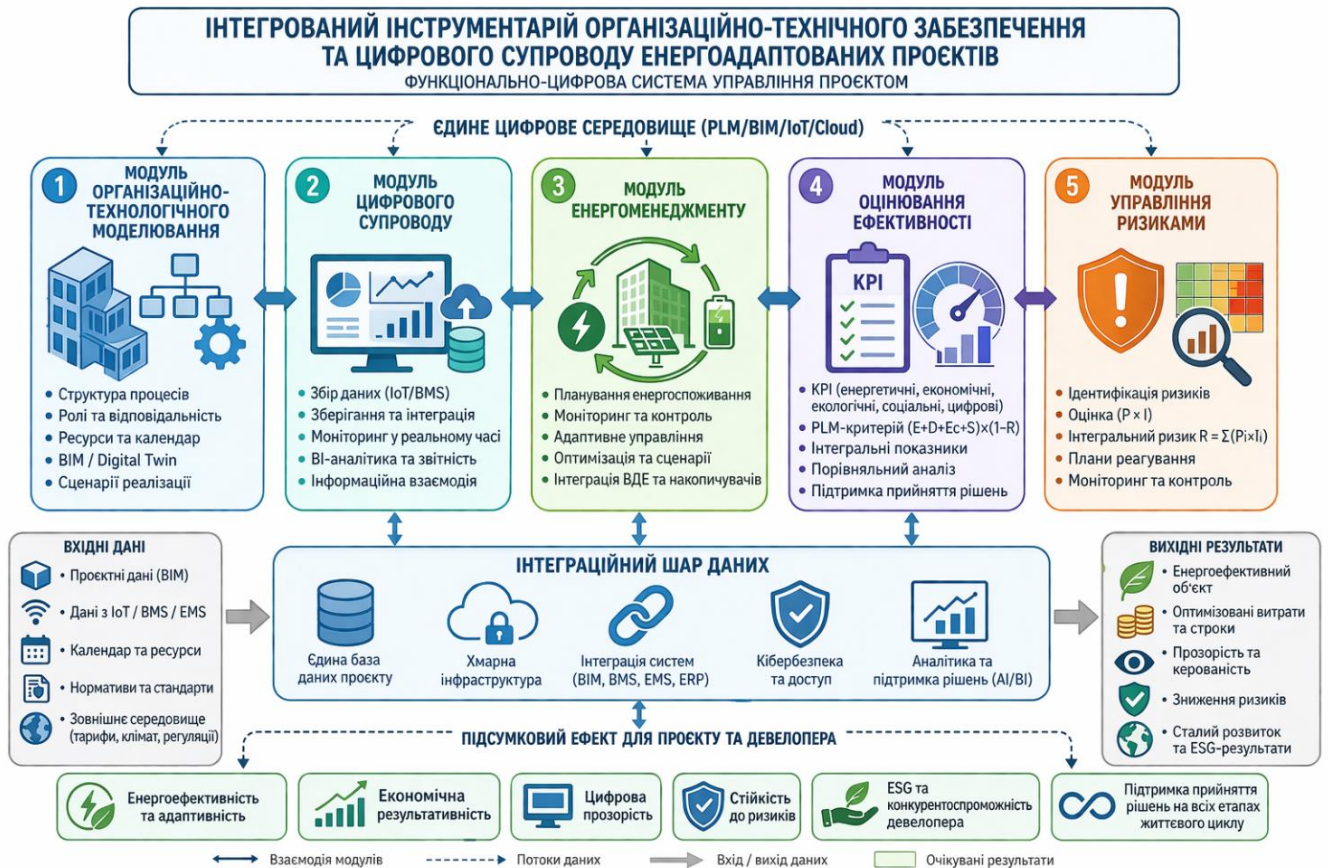 ІНТЕГРОВАНИЙ ІНСТРУМЕНТАРІЙ ОРГАНІЗАЦІЙНО-ТЕХНІЧНОГО ЗАБЕЗПЕЧЕННЯ
ТА ЦИФРОВОГО СУПРОВОДУ ЕНЕРГОАДАПТОВАНИХ ПРОЄКТІВ
ФУНКЦІОНАЛЬНО-ЦИФРОВА СИСТЕМА УПРАВЛІННЯ ПРОЄКТОМ
ЄДИНЕ ЦИФРОВЕ СЕРЕДОВИЩЕ (PLM/BIM/IoT/Cloud)
1
МОДУЛЬ
ОРГАНІЗАЦІЙНО-
ТЕХНОЛОГІЧНОГО
МОДЕЛЮВАННЯ
• Структура процесів
• Ролі та відповідальність
• Ресурси та календар
• BIM / Digital Twin
• Сценарії реалізації
2
МОДУЛЬ
ЦИФРОВОГО
СУПРОВОДУ
• Збір даних (IoT/BMS)
• Зберігання та інтеграція
• Моніторинг у реальному часі
• BI-аналітика та звітність
• Інформаційна взаємодія
3
МОДУЛЬ
ЕНЕРГОМЕНЕДЖМЕНТУ
• Планування енергоспоживання
• Моніторинг та контроль
• Адаптивне управління
• Оптимізація та сценарії
• Інтеграція ВДЕ та накопичувачів
4
МОДУЛЬ
ОЦІНЮВАННЯ
ЕФЕКТИВНОСТІ
KPI
• KPI (енергетичні, економічні,
екологічні, соціальні, цифрові)
• PLM-критерій (E+D+Ec+S)×(1–R)
• Інтегральні показники
• Порівняльний аналіз
• Підтримка прийняття рішень
5
МОДУЛЬ
УПРАВЛІННЯ
РИЗИКАМИ
• Ідентифікація ризиків
• Оцінка (P × I)
• Інтегральний ризик R = Σ(Pi×Ii)
• Плани реагування
• Моніторинг та контроль
ВХІДНІ ДАНІ
• Проєктні дані (BIM)
• Дані з IoT / BMS / EMS
• Календар та ресурси
• Нормативи та стандарти
• Зовнішнє середовище
(тарифи, клімат, регуляції)
ІНТЕГРАЦІЙНИЙ ШАР ДАНИХ
Єдина база
даних проєкту
Хмарна
інфраструктура
Інтеграція систем
(BIM, BMS, EMS, ERP)
Кібербезпека
та доступ
Аналітика та
підтримка рішень (AI/BI)
ВИХІДНІ РЕЗУЛЬТАТИ
• Енергоефективний
об'єкт
• Оптимізовані витрати
та строки
• Прозорість та
керованість
• Зниження ризиків
• Сталий розвиток
та ESG-результати
ПІДСУМКОВИЙ ЕФЕКТ ДЛЯ ПРОЄКТУ ТА ДЕВЕЛОПЕРА
Енергоефективність
та адаптивність
Економічна
результативність
Цифрова
прозорість
Стійкість
до ризиків
ESG та
конкурентоспроможність
девелопера
Підтримка прийняття
рішень на всіх етапах
життєвого циклу
Взаємодія модулів
Потоки даних
Вхід / вихід даних
Очікувані результати